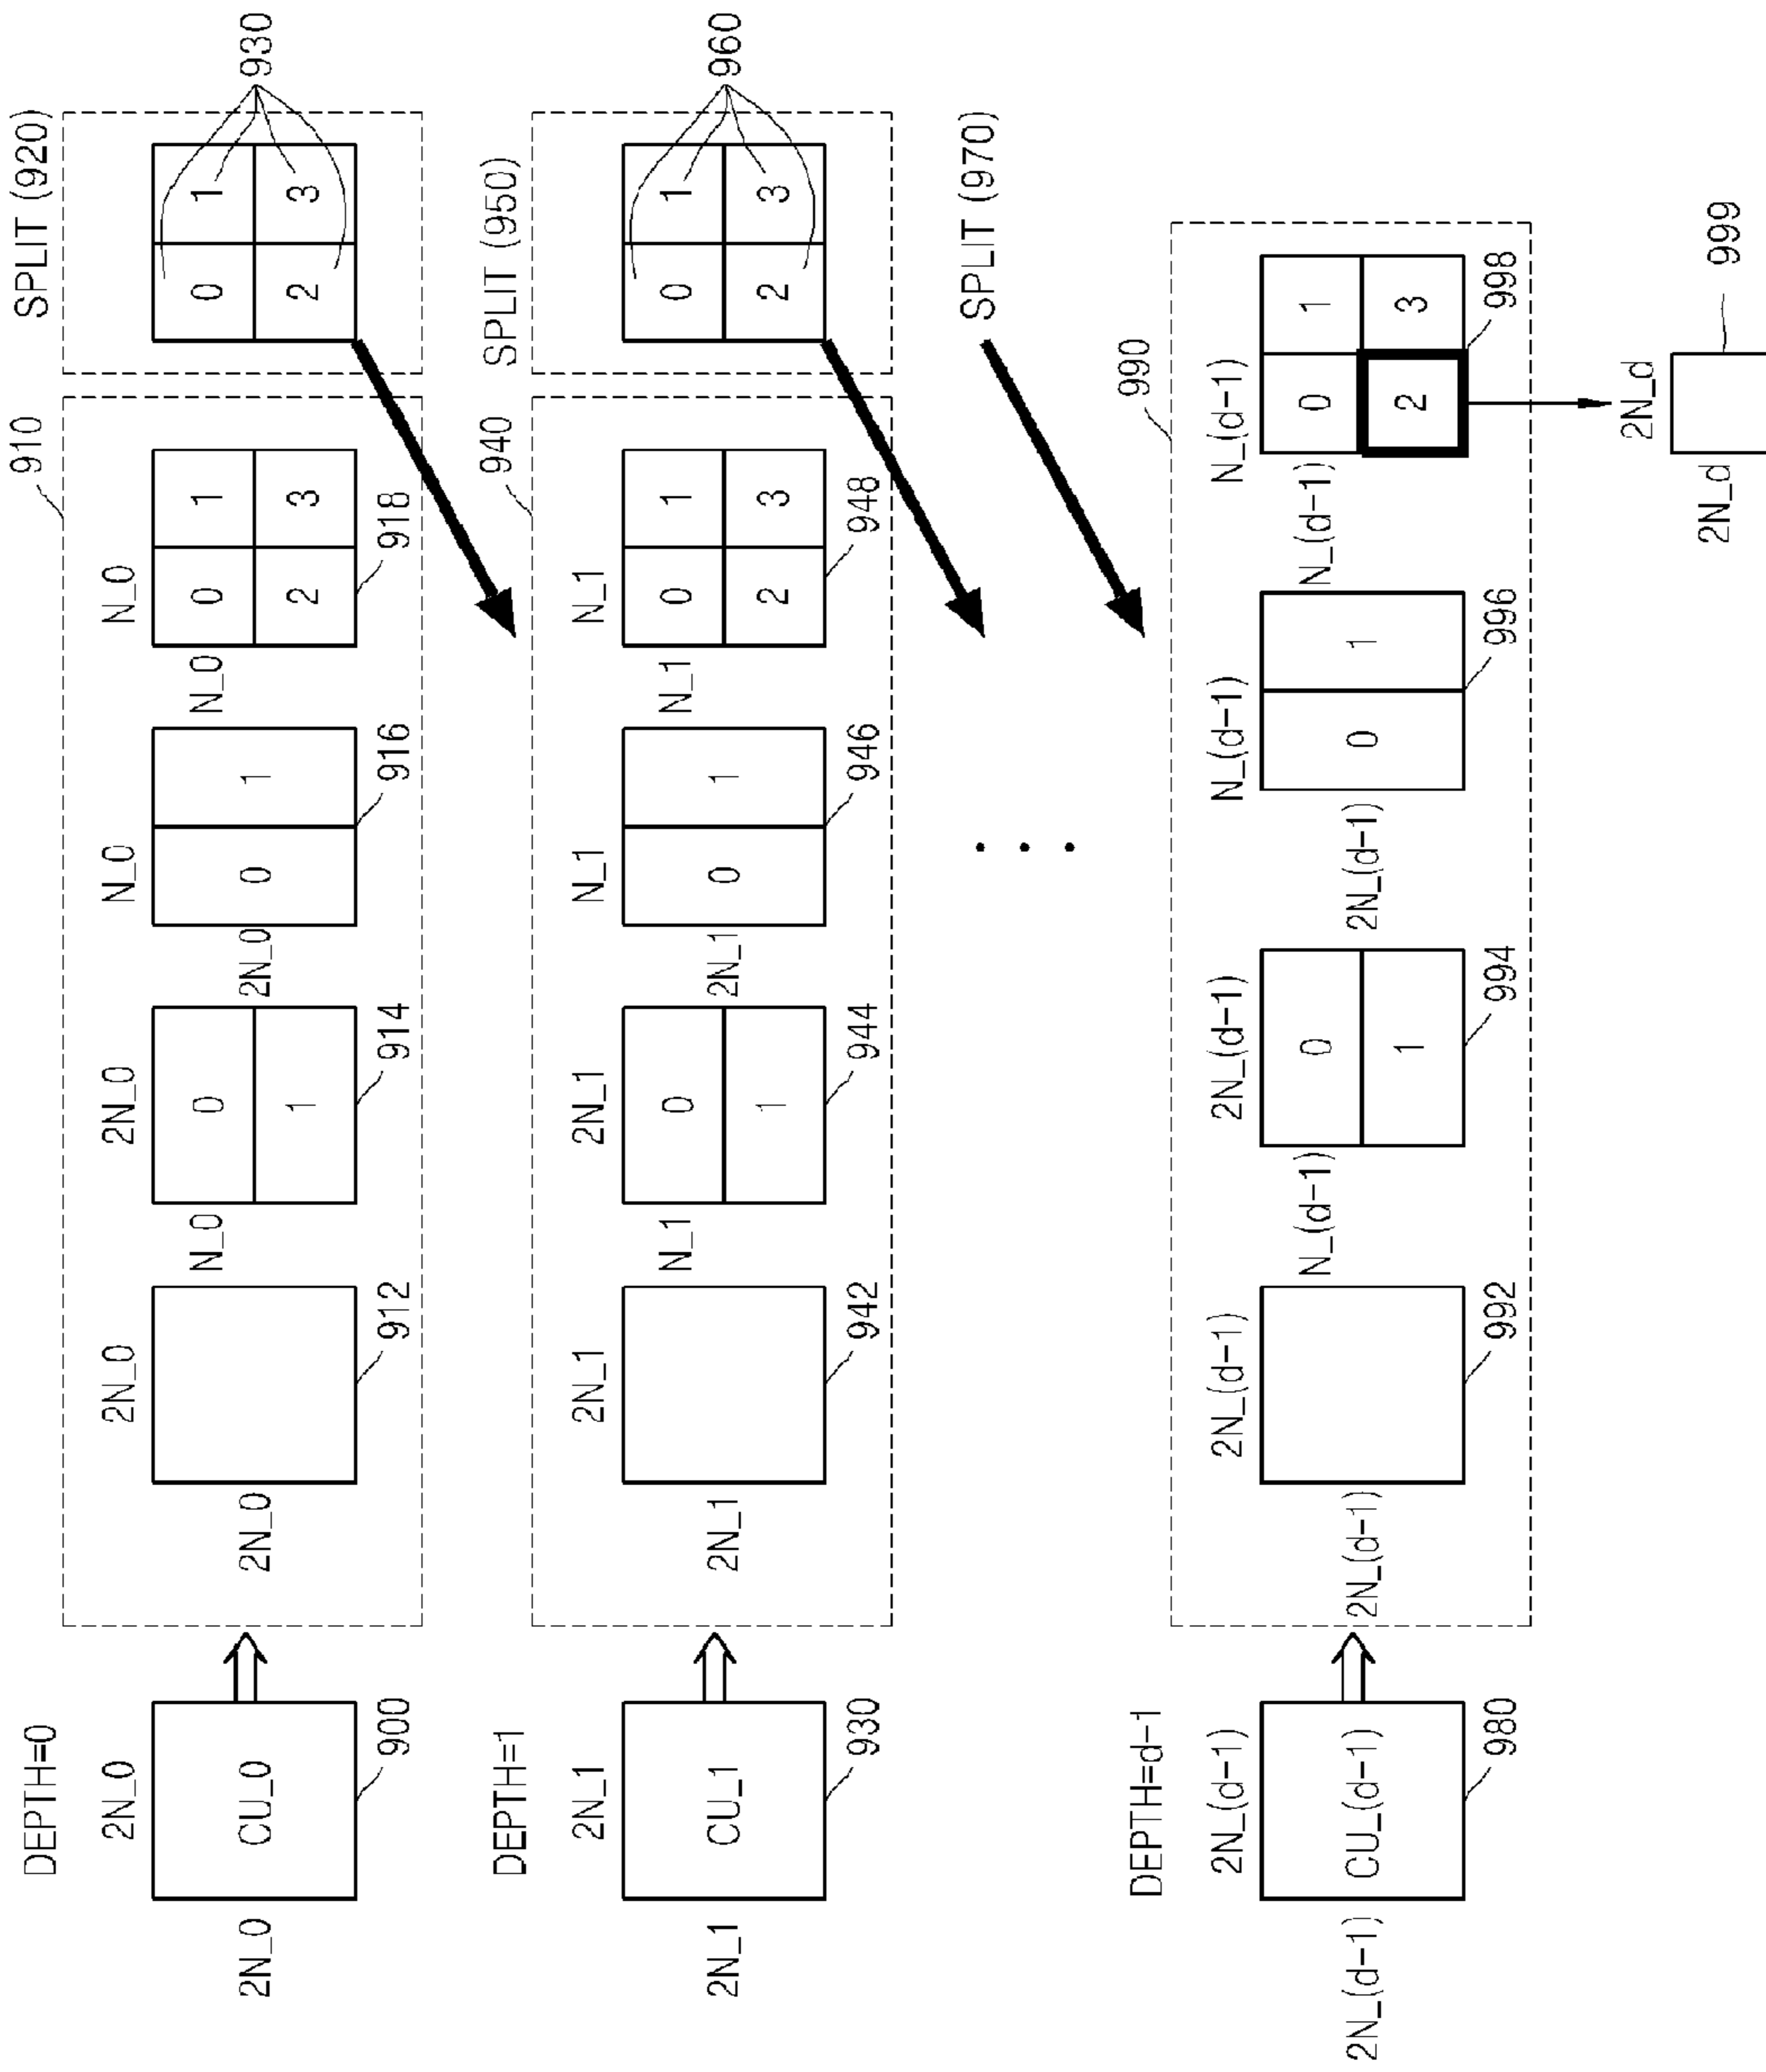 DEPTH=0
2N_0
2N_0
CU_0
900
910
2N_0
2N_0
912
2N_0
N_0
0
1
914
N_0
2N_0
0
1
916
N_0
N_0
0
1
2
3
918
SPLIT (920)
0
1
2
3
930
DEPTH=1
2N_1
2N_1
CU_1
930
940
2N_1
2N_1
942
2N_1
N_1
0
1
944
N_1
2N_1
0
1
946
N_1
N_1
0
1
2
3
948
SPLIT (950)
0
1
2
3
960
SPLIT (970)
DEPTH=d-1
2N_(d-1)
2N_(d-1)
CU_(d-1)
980
990
2N_(d-1)
2N_(d-1)
992
2N_(d-1)
N_(d-1)
0
1
994
N_(d-1)
2N_(d-1)
0
1
996
N_(d-1)
N_(d-1)
0
1
2
3
998
2N_d
2N_d
999